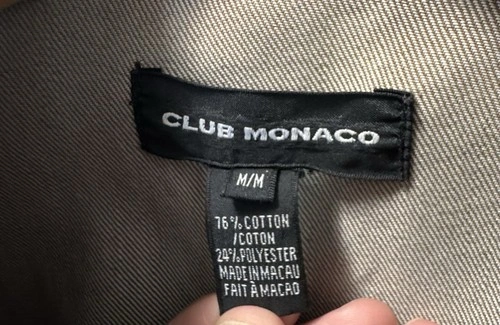 CLUB MONACO
M/M
76%COTTON
/COTON
24%POLYESTER
MADE IN MACAU
FAIT À MACAO